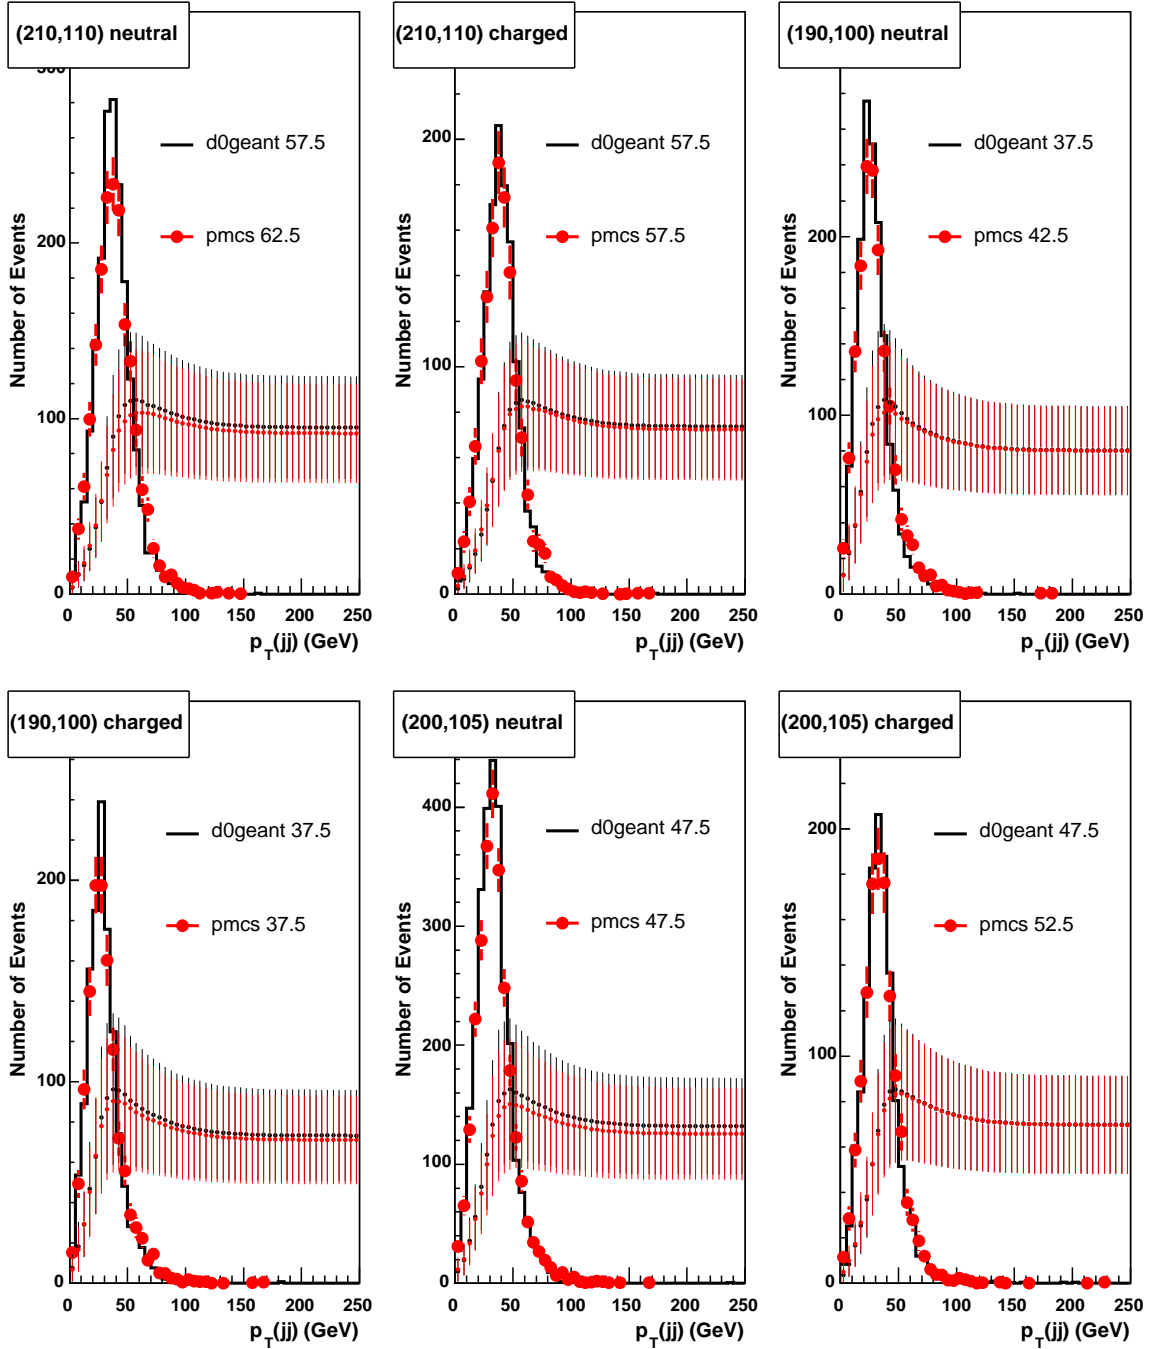 (210,110) neutral
Number of Events
300
200
100
0
d0geant 57.5
pmcs 62.5
0 50 100 150 200 250
p_T(jj) (GeV)
(210,110) charged
Number of Events
200
100
0
d0geant 57.5
pmcs 57.5
0 50 100 150 200 250
p_T(jj) (GeV)
(190,100) neutral
Number of Events
200
100
0
d0geant 37.5
pmcs 42.5
0 50 100 150 200 250
p_T(jj) (GeV)
(190,100) charged
Number of Events
200
100
0
d0geant 37.5
pmcs 37.5
0 50 100 150 200 250
p_T(jj) (GeV)
(200,105) neutral
Number of Events
400
300
200
100
0
d0geant 47.5
pmcs 47.5
0 50 100 150 200 250
p_T(jj) (GeV)
(200,105) charged
Number of Events
200
100
0
d0geant 47.5
pmcs 52.5
0 50 100 150 200 250
p_T(jj) (GeV)